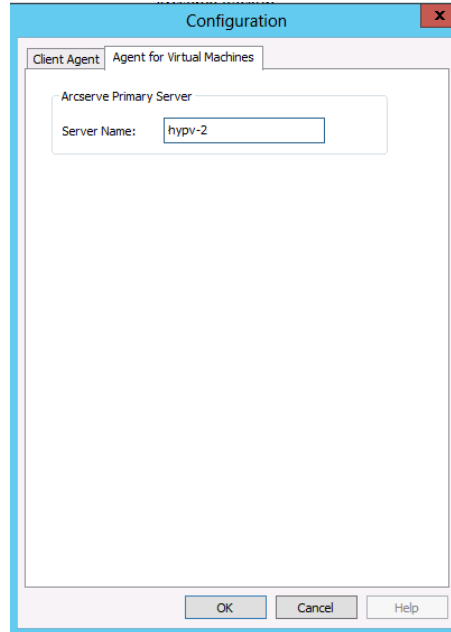 Configuration
x
Client Agent
Agent for Virtual Machines
Arcserve Primary Server
Server Name:
hypv-2
OK
Cancel
Help